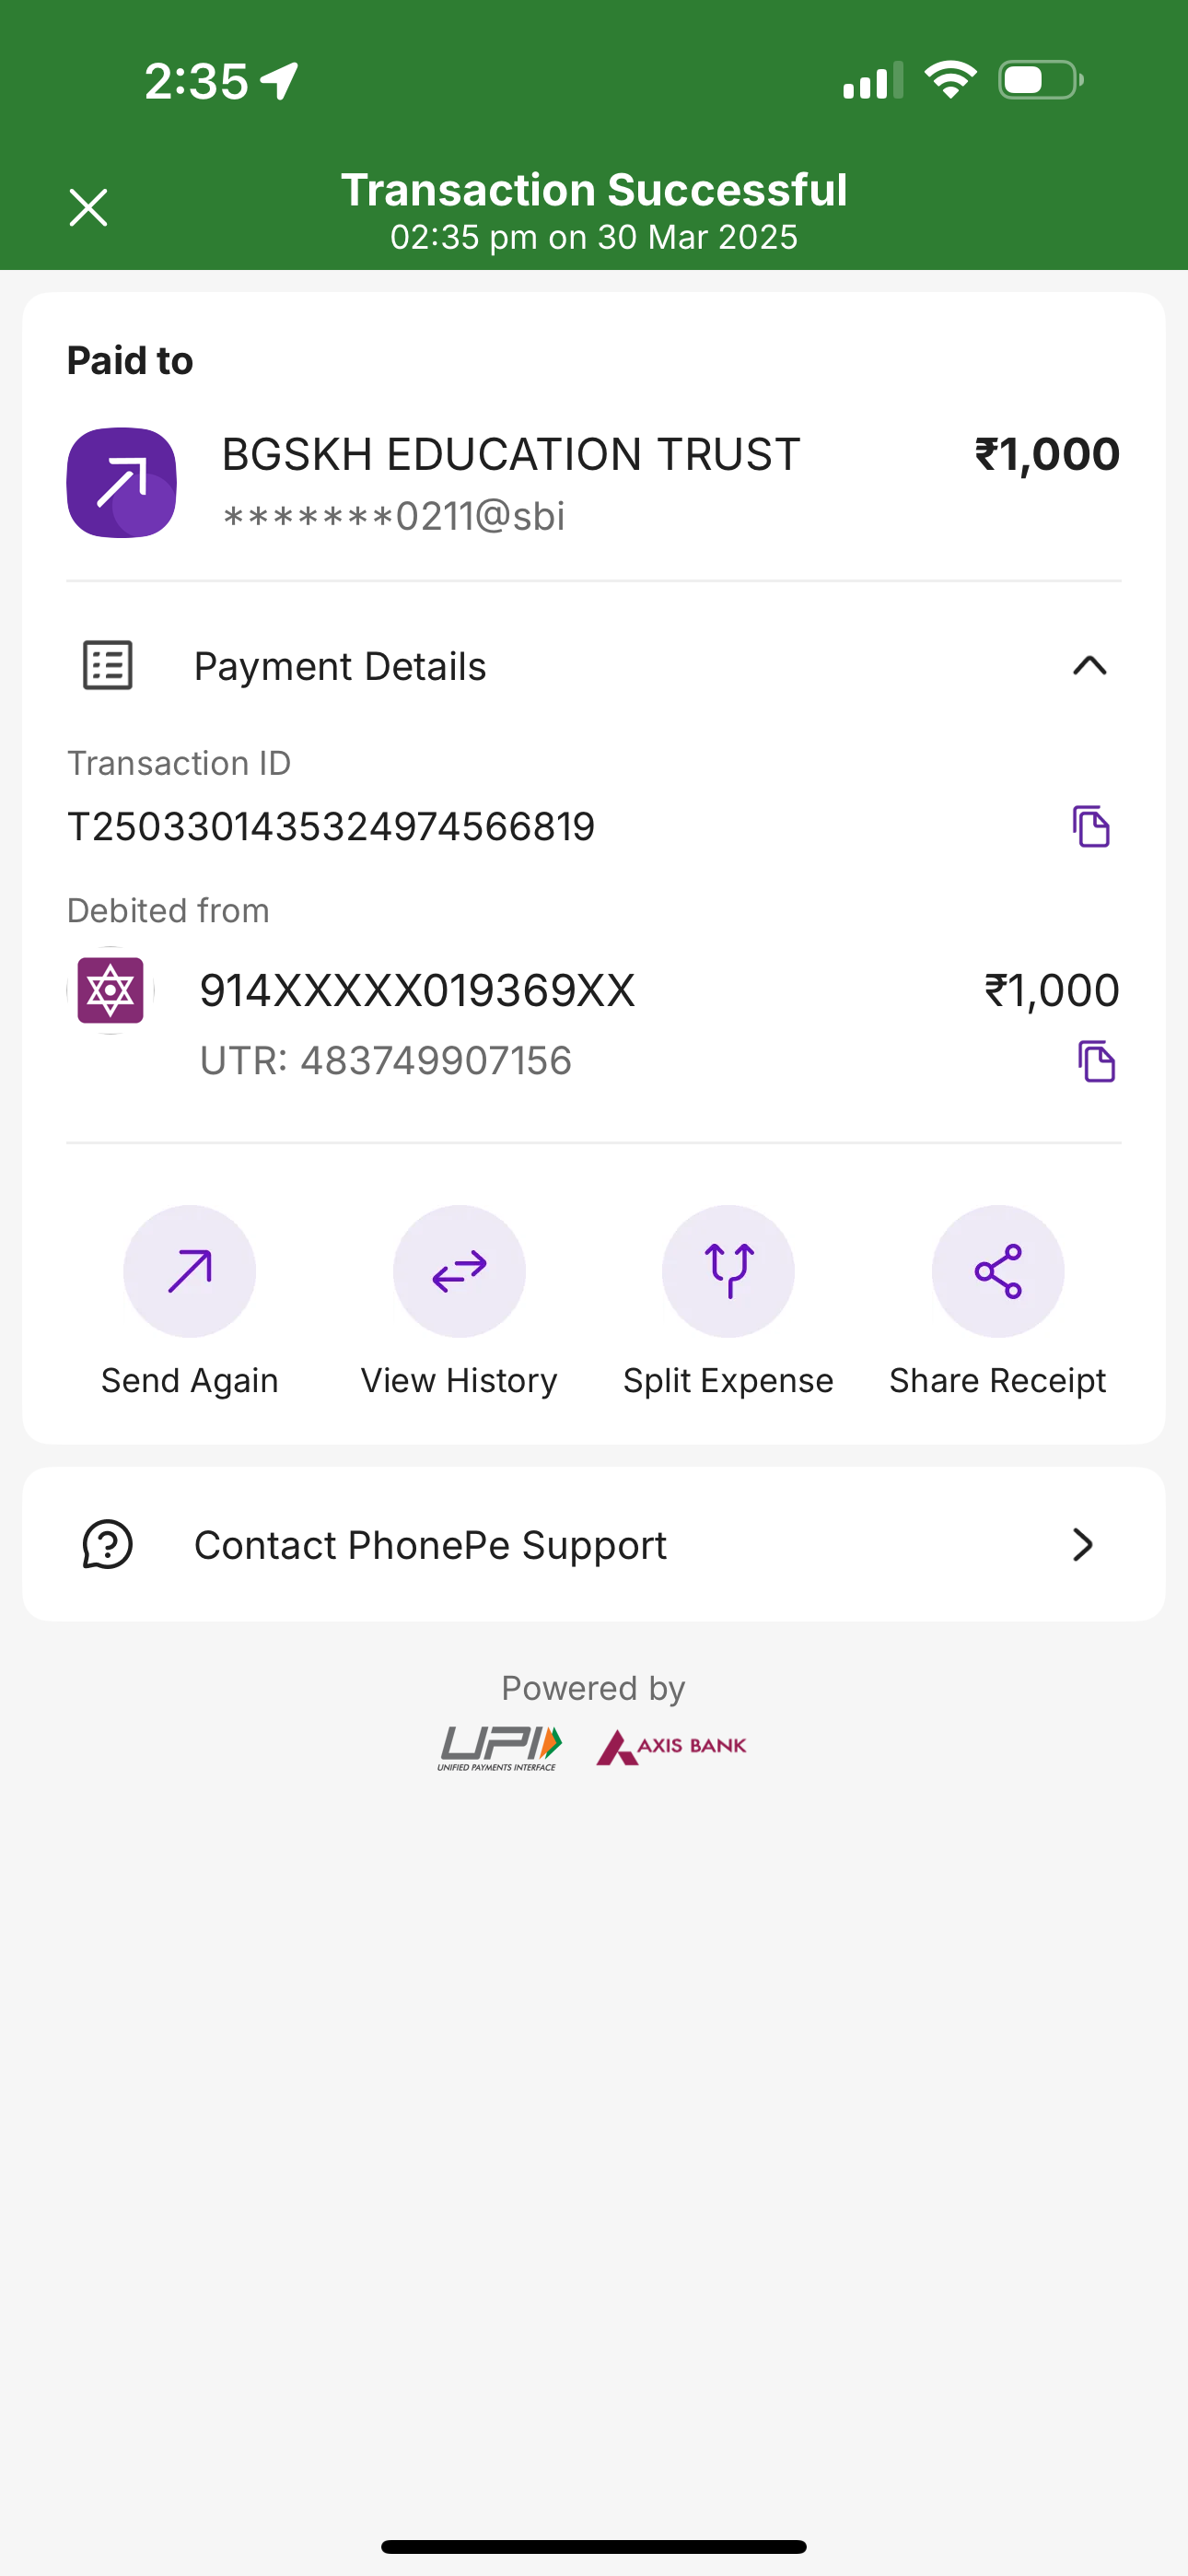 2:35
Transaction Successful
02:35 pm on 30 Mar 2025
Paid to
BGSKH EDUCATION TRUST ₹1,000
*******0211@sbi
Payment Details
Transaction ID
T2503301435324974566819
Debited from
914XXXXX019369XX ₹1,000
UTR: 483749907156
Send Again View History Split Expense Share Receipt
Contact PhonePe Support
Powered by
UPI AXIS BANK
UNIFIED PAYMENTS INTERFACE